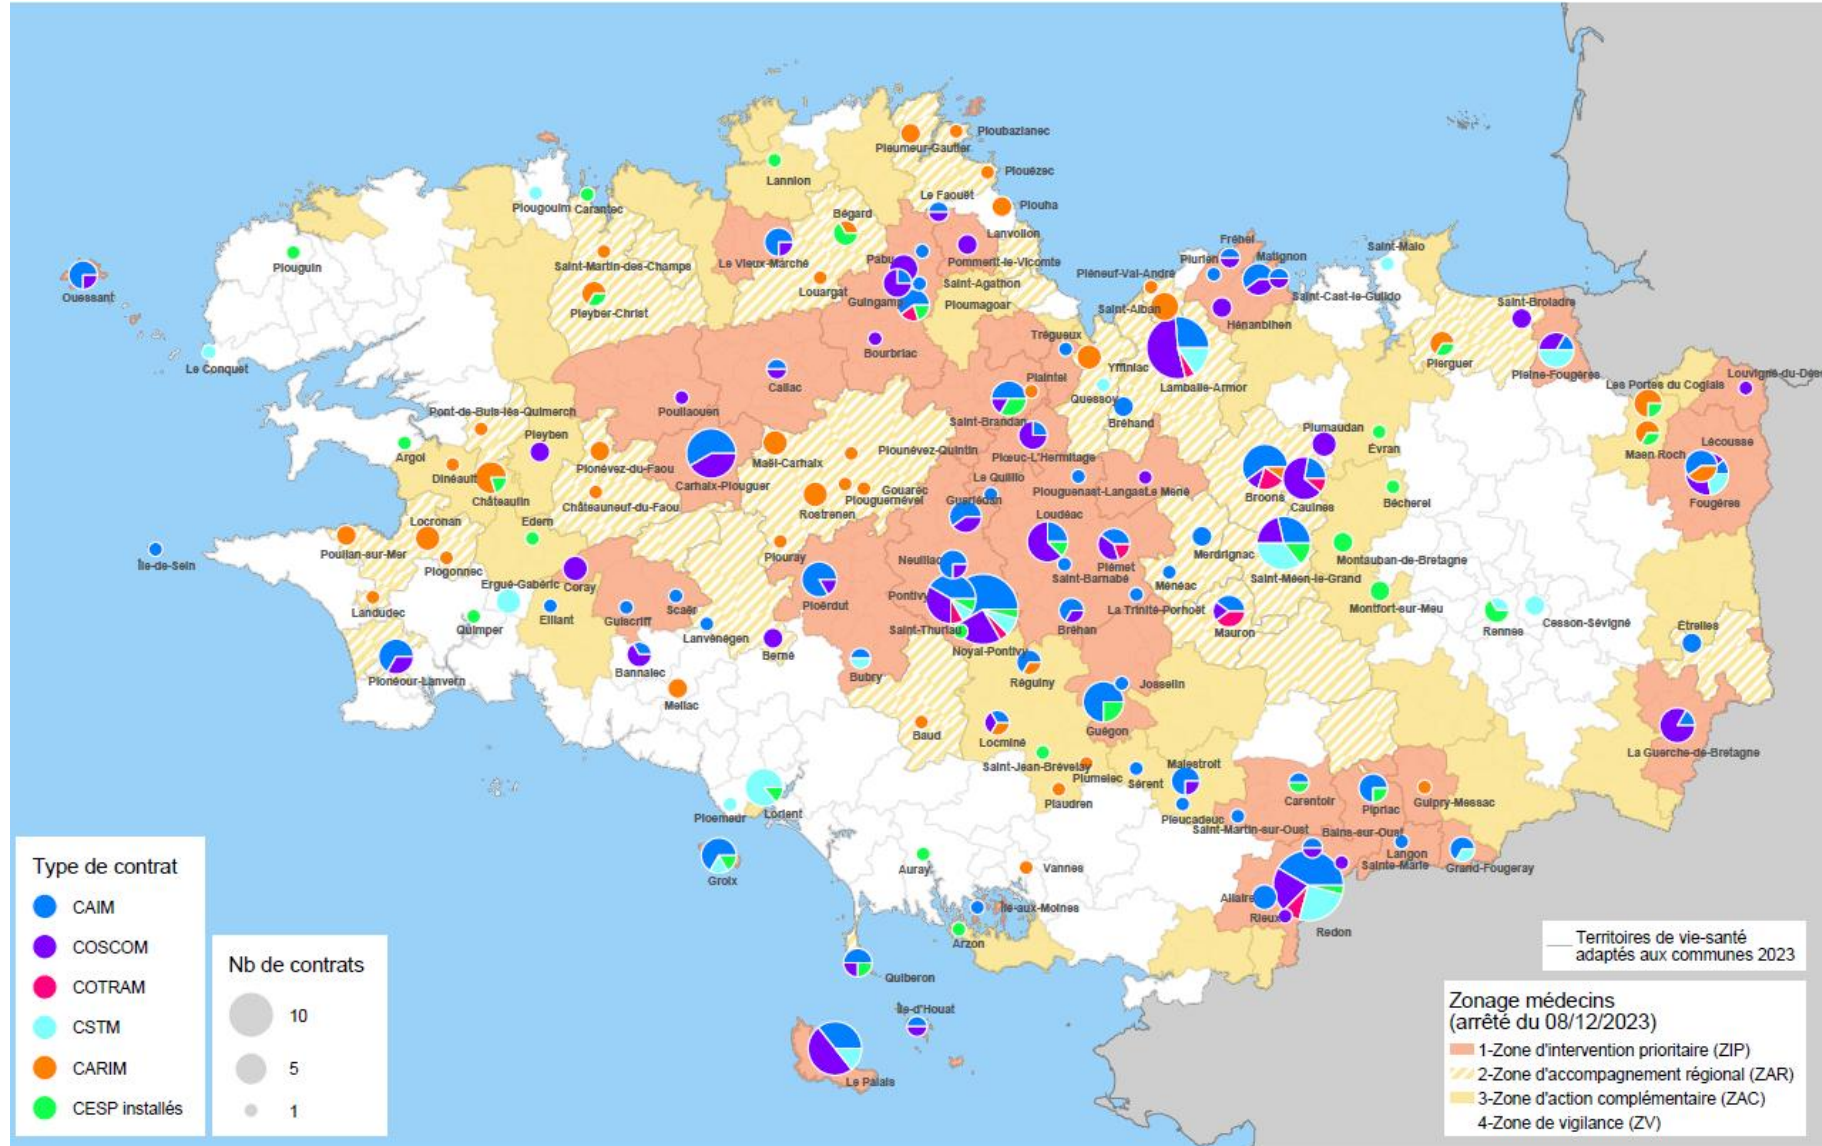 Ploubazlanec
Pleumeur-Gautier
Plouézec
Lannion
Le Faouët
Plouha
Plougoulm
Carantec
Bégard
Lanvollon
Saint-Malo
Fréhel
Matignon
Plouguin
Saint-Martin-des-Champs
Le Vieux-Marché
Pabu
Pommerit-le-Vicomte
Plurien
Pléneuf-Val-André
Louargat
Saint-Agathon
Saint-Cast-le-Guildo
Ouessant
Pleyber-Christ
Guingamp
Ploumagoar
Saint-Alban
Hénanbihen
Saint-Broladre
Trégueux
Bourbriac
Yffiniac
Plerguer
Pleine-Fougères
Le Conquet
Callac
Plaintel
Lamballe-Armor
Les Portes du Coglais
Louvigné-du-Dése
Poullaouen
Quessoy
Pont-de-Buis-lès-Quimerch
Saint-Brandan
Bréhand
Plumaudan
Pleyben
Évran
Lécousse
Argol
Plounévez-Quintin
Plœuc-L'Hermitage
Maen Roch
Plonévez-du-Faou
Maël-Carhaix
Dinéault
Carhaix-Plouguer
Le Quillio
Plouguenast-Langast
Le Mené
Broons
Châteaulin
Gouarec
Guerlédan
Caulnes
Bécherel
Fougères
Châteauneuf-du-Faou
Plouguernével
Rostrenen
Locronan
Edern
Loudéac
Poullan-sur-Mer
Plouray
Merdrignac
Montauban-de-Bretagne
Île-de-Sein
Plogonnec
Neuillac
Plémet
Saint-Barnabé
Saint-Méen-le-Grand
Ergué-Gabéric
Coray
Ploërdut
Ménéac
Landudec
Scaër
Pontivy
La Trinité-Porhoët
Montfort-sur-Meu
Elliant
Guiscriff
Bréhan
Cesson-Sévigné
Quimper
Lanvénégen
Saint-Thuriau
Mauron
Rennes
Étrelles
Berné
Noyal-Pontivy
Bannalec
Bubry
Plonéour-Lanvern
Réguiny
Josselin
Mellac
Guégon
Baud
Locminé
La Guerche-de-Bretagne
Saint-Jean-Brévelay
Malestroit
Plumelec
Sérent
Carentoir
Pipriac
Guipry-Messac
Plaudren
Ploemeur
Lorient
Pleucadeuc
Saint-Martin-sur-Oust
Bains-sur-Oust
Langon
Sainte-Marie
Grand-Fougeray
Groix
Auray
Vannes
Allaire
Île-aux-Moines
Rieux
Redon
Arzon
Quiberon
Île-d'Houat
Le Palais
Type de contrat
CAIM
COSCOM
COTRAM
CSTM
CARIM
CESP installés
Nb de contrats
10
5
1
Territoires de vie-santé
adaptés aux communes 2023
Zonage médecins
(arrêté du 08/12/2023)
1-Zone d'intervention prioritaire (ZIP)
2-Zone d'accompagnement régional (ZAR)
3-Zone d'action complémentaire (ZAC)
4-Zone de vigilance (ZV)